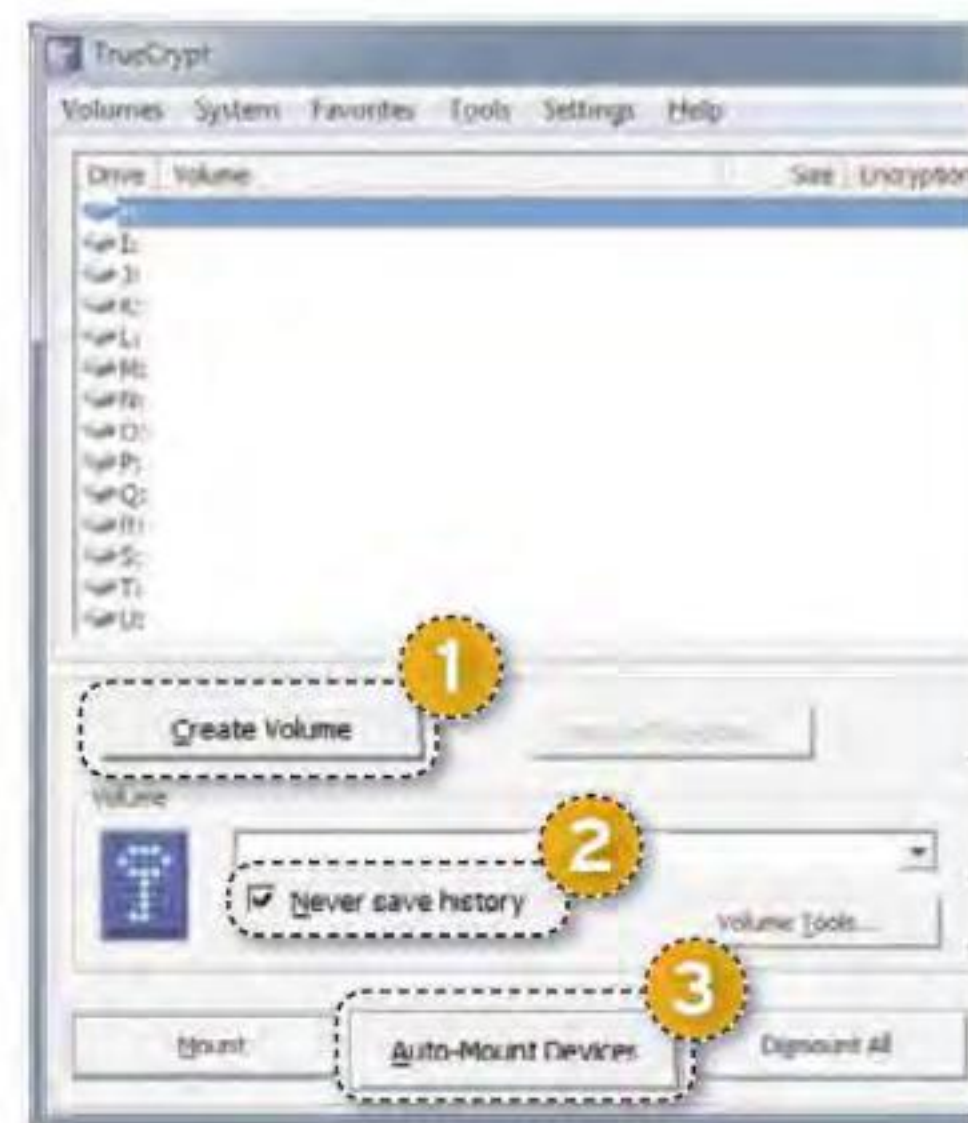 TrueCrypt
Volumes System Favorites Tools Settings Help
Drive Volume Size Encryption
I:
J:
K:
L:
M:
N:
O:
P:
Q:
R:
S:
T:
U:
1
Create Volume
Volume
2
Never save history
Volume Tools...
3
Mount Auto-Mount Devices Dismount All